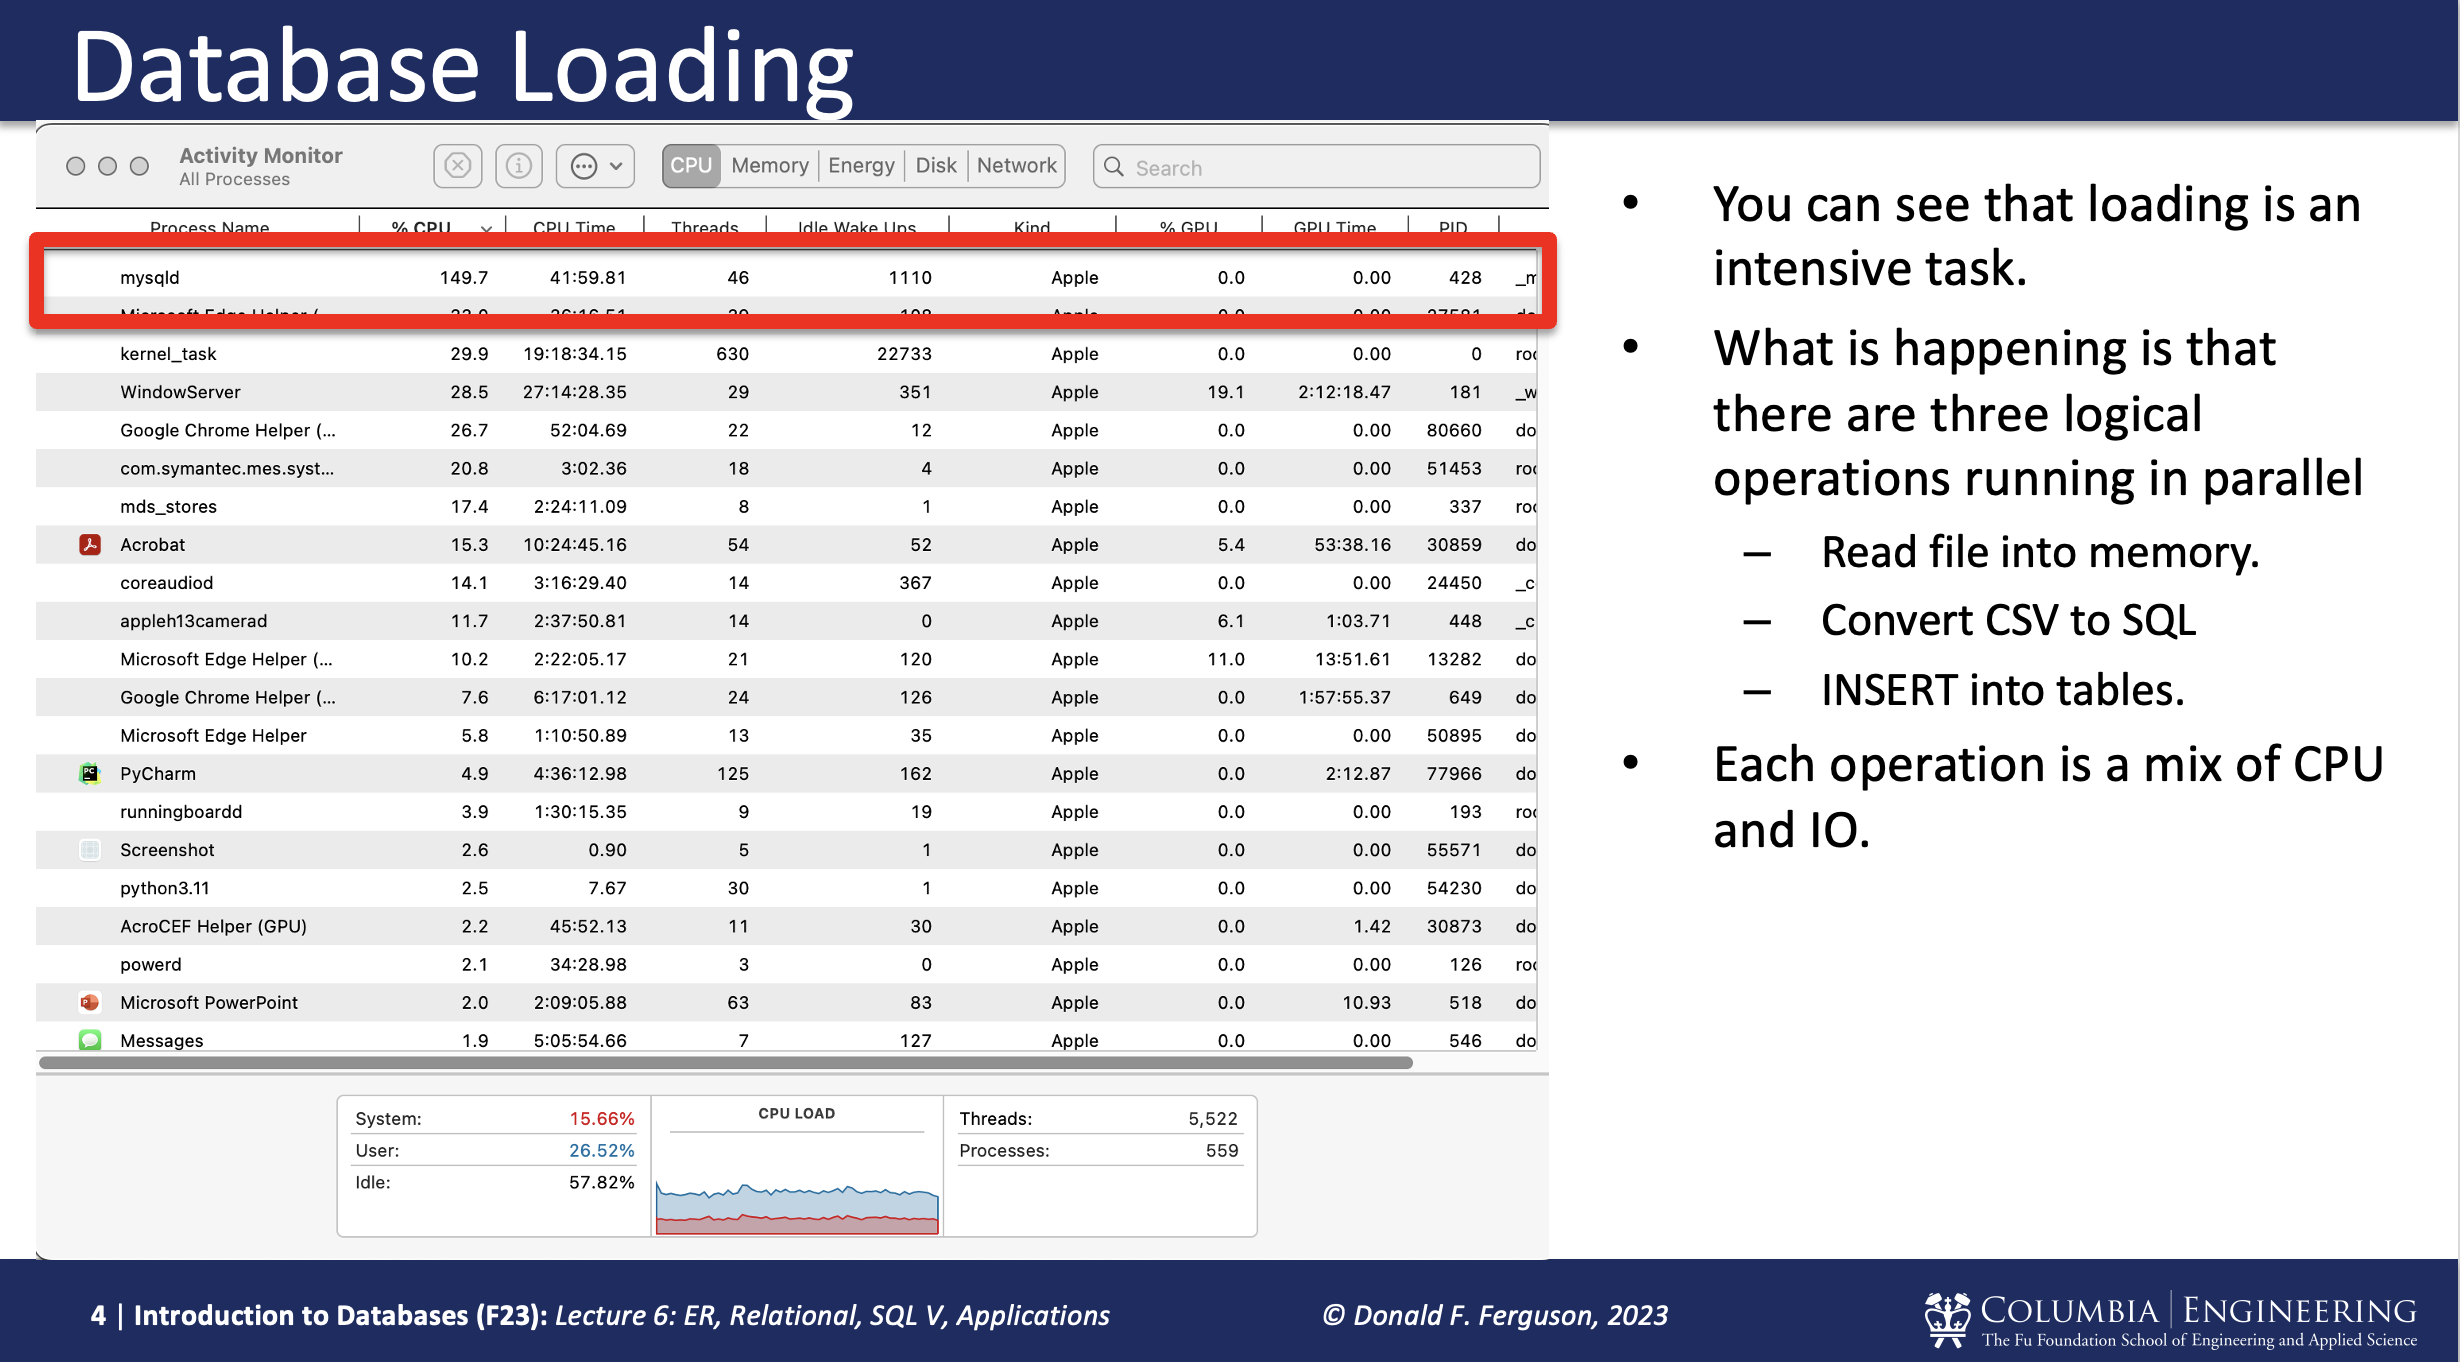 Database Loading
Activity Monitor
All Processes
CPU Memory Energy Disk Network
Search
Process Name % CPU CPU Time Threads Idle Wake Ups Kind % GPU GPU Time PID
mysqld 149.7 41:59.81 46 1110 Apple 0.0 0.00 428 _m
Microsoft Edge Helper (
kernel_task 29.9 19:18:34.15 630 22733 Apple 0.0 0.00 0 roo
WindowServer 28.5 27:14:28.35 29 351 Apple 19.1 2:12:18.47 181 _w
Google Chrome Helper (... 26.7 52:04.69 22 12 Apple 0.0 0.00 80660 do
com.symantec.mes.syst... 20.8 3:02.36 18 4 Apple 0.0 0.00 51453 roo
mds_stores 17.4 2:24:11.09 8 1 Apple 0.0 0.00 337 roo
Acrobat 15.3 10:24:45.16 54 52 Apple 5.4 53:38.16 30859 do
coreaudiod 14.1 3:16:29.40 14 367 Apple 0.0 0.00 24450 _c
appleh13camerad 11.7 2:37:50.81 14 0 Apple 6.1 1:03.71 448 _c
Microsoft Edge Helper (... 10.2 2:22:05.17 21 120 Apple 11.0 13:51.61 13282 do
Google Chrome Helper (... 7.6 6:17:01.12 24 126 Apple 0.0 1:57:55.37 649 do
Microsoft Edge Helper 5.8 1:10:50.89 13 35 Apple 0.0 0.00 50895 do
PyCharm 4.9 4:36:12.98 125 162 Apple 0.0 2:12.87 77966 do
runningboardd 3.9 1:30:15.35 9 19 Apple 0.0 0.00 193 roo
Screenshot 2.6 0.90 5 1 Apple 0.0 0.00 55571 do
python3.11 2.5 7.67 30 1 Apple 0.0 0.00 54230 do
AcroCEF Helper (GPU) 2.2 45:52.13 11 30 Apple 0.0 1.42 30873 do
powerd 2.1 34:28.98 3 0 Apple 0.0 0.00 126 roo
Microsoft PowerPoint 2.0 2:09:05.88 63 83 Apple 0.0 10.93 518 do
Messages 1.9 5:05:54.66 7 127 Apple 0.0 0.00 546 do
System: 15.66%
User: 26.52%
Idle: 57.82%
CPU LOAD
Threads: 5,522
Processes: 559
• You can see that loading is an
intensive task.
• What is happening is that
there are three logical
operations running in parallel
– Read file into memory.
– Convert CSV to SQL
– INSERT into tables.
• Each operation is a mix of CPU
and IO.
4 | Introduction to Databases (F23): Lecture 6: ER, Relational, SQL V, Applications
© Donald F. Ferguson, 2023
COLUMBIA | ENGINEERING
The Fu Foundation School of Engineering and Applied Science